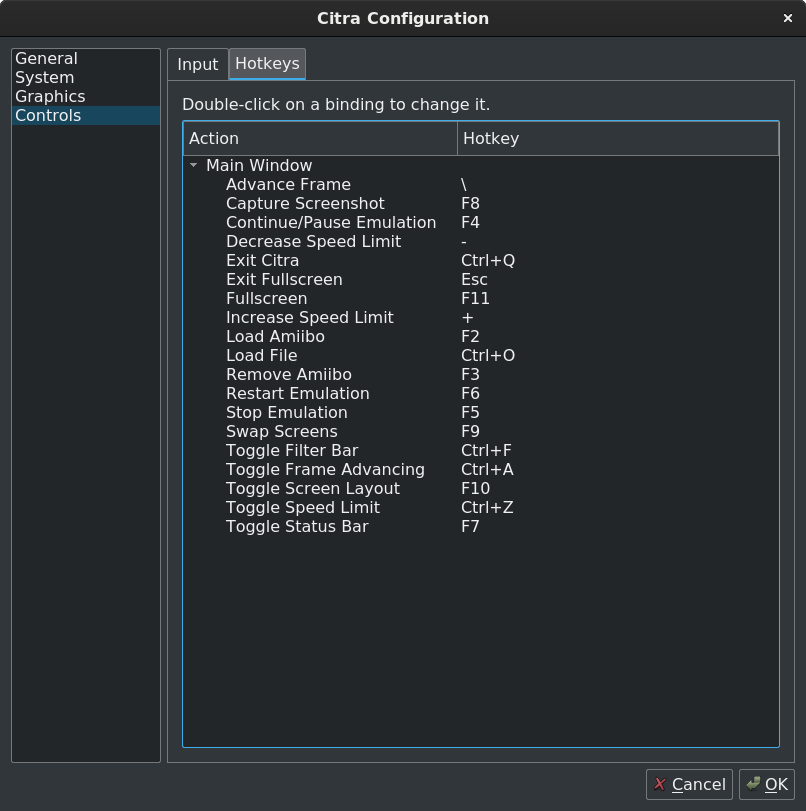 Citra Configuration
General
System
Graphics
Controls
Input Hotkeys
Double-click on a binding to change it.
Action Hotkey
Main Window
Advance Frame \
Capture Screenshot F8
Continue/Pause Emulation F4
Decrease Speed Limit -
Exit Citra Ctrl+Q
Exit Fullscreen Esc
Fullscreen F11
Increase Speed Limit +
Load Amiibo F2
Load File Ctrl+O
Remove Amiibo F3
Restart Emulation F6
Stop Emulation F5
Swap Screens F9
Toggle Filter Bar Ctrl+F
Toggle Frame Advancing Ctrl+A
Toggle Screen Layout F10
Toggle Speed Limit Ctrl+Z
Toggle Status Bar F7
Cancel OK